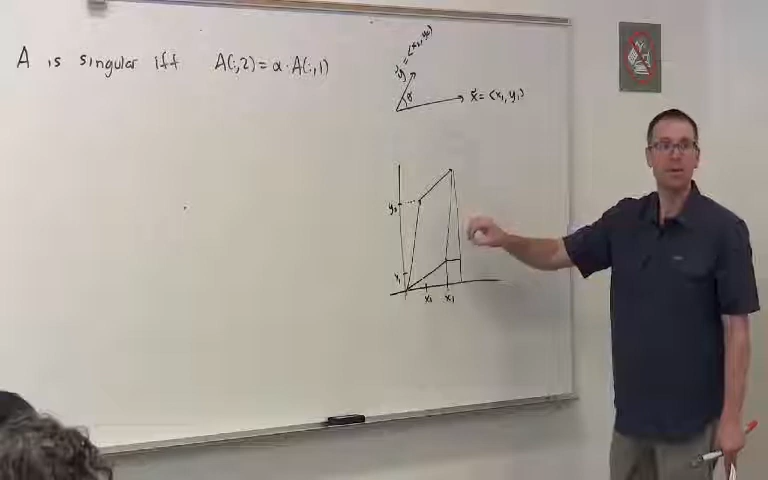 A is singular iff A(:,2) = α · A(:,1)
ÿ = (x₂, y₂)
α
x⃗ = (x₁, y₁)
y₂
y₁
x₂
x₁